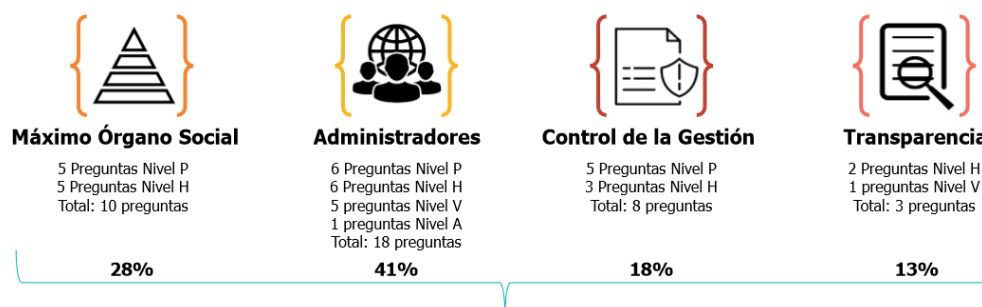 Máximo Órgano Social
5 Preguntas Nivel P
5 Preguntas Nivel H
Total: 10 preguntas
28%
Administradores
6 Preguntas Nivel P
6 Preguntas Nivel H
5 preguntas Nivel V
1 preguntas Nivel A
Total: 18 preguntas
41%
Control de la Gestión
5 Preguntas Nivel P
3 Preguntas Nivel H
Total: 8 preguntas
18%
Transparencia
2 Preguntas Nivel H
1 preguntas Nivel V
Total: 3 preguntas
13%